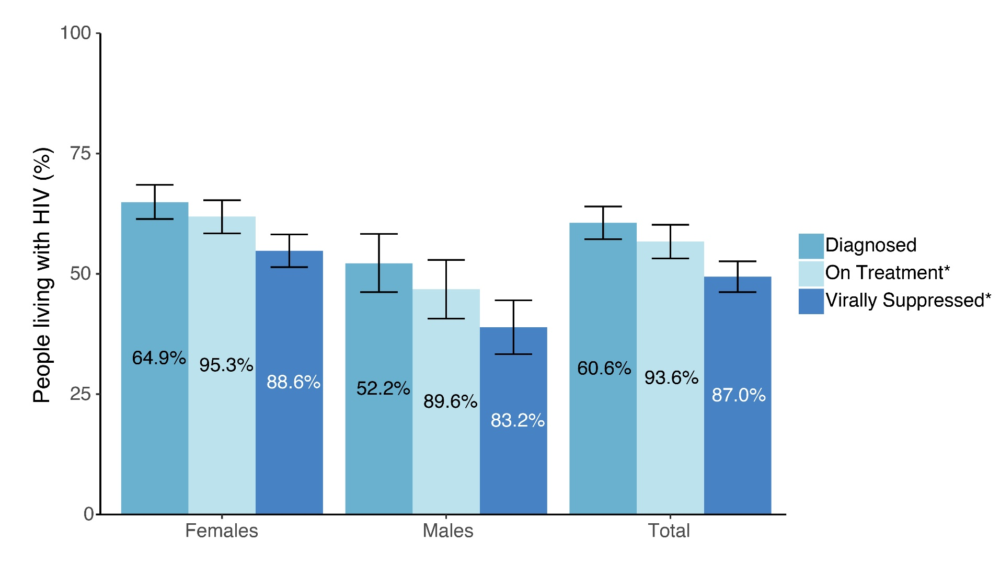 People living with HIV (%)
100
75
50
25
0
64.9%
95.3%
88.6%
52.2%
89.6%
83.2%
60.6%
93.6%
87.0%
Females
Males
Total
Diagnosed
On Treatment*
Virally Suppressed*